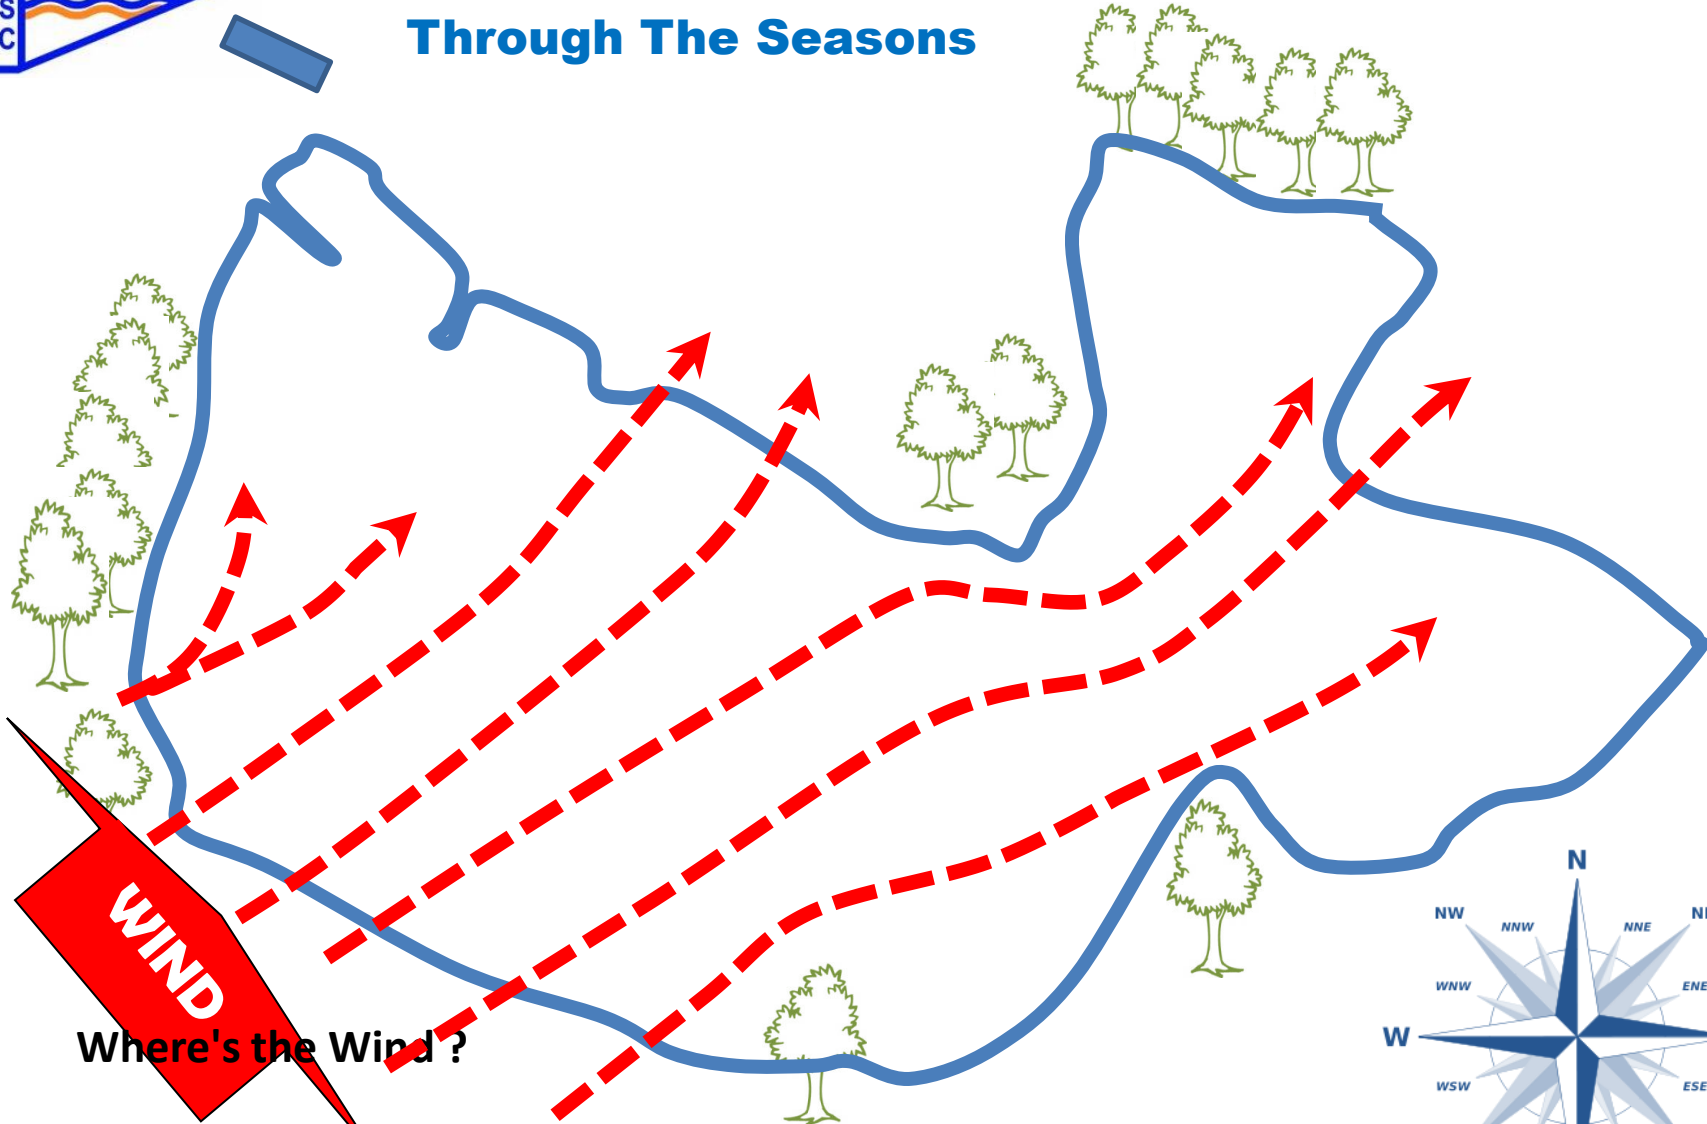 S
C
Through The Seasons
WIND
Where's the Wind ?
N
NW
NNW
NNE
WNW
ENE
W
WSW
ESE